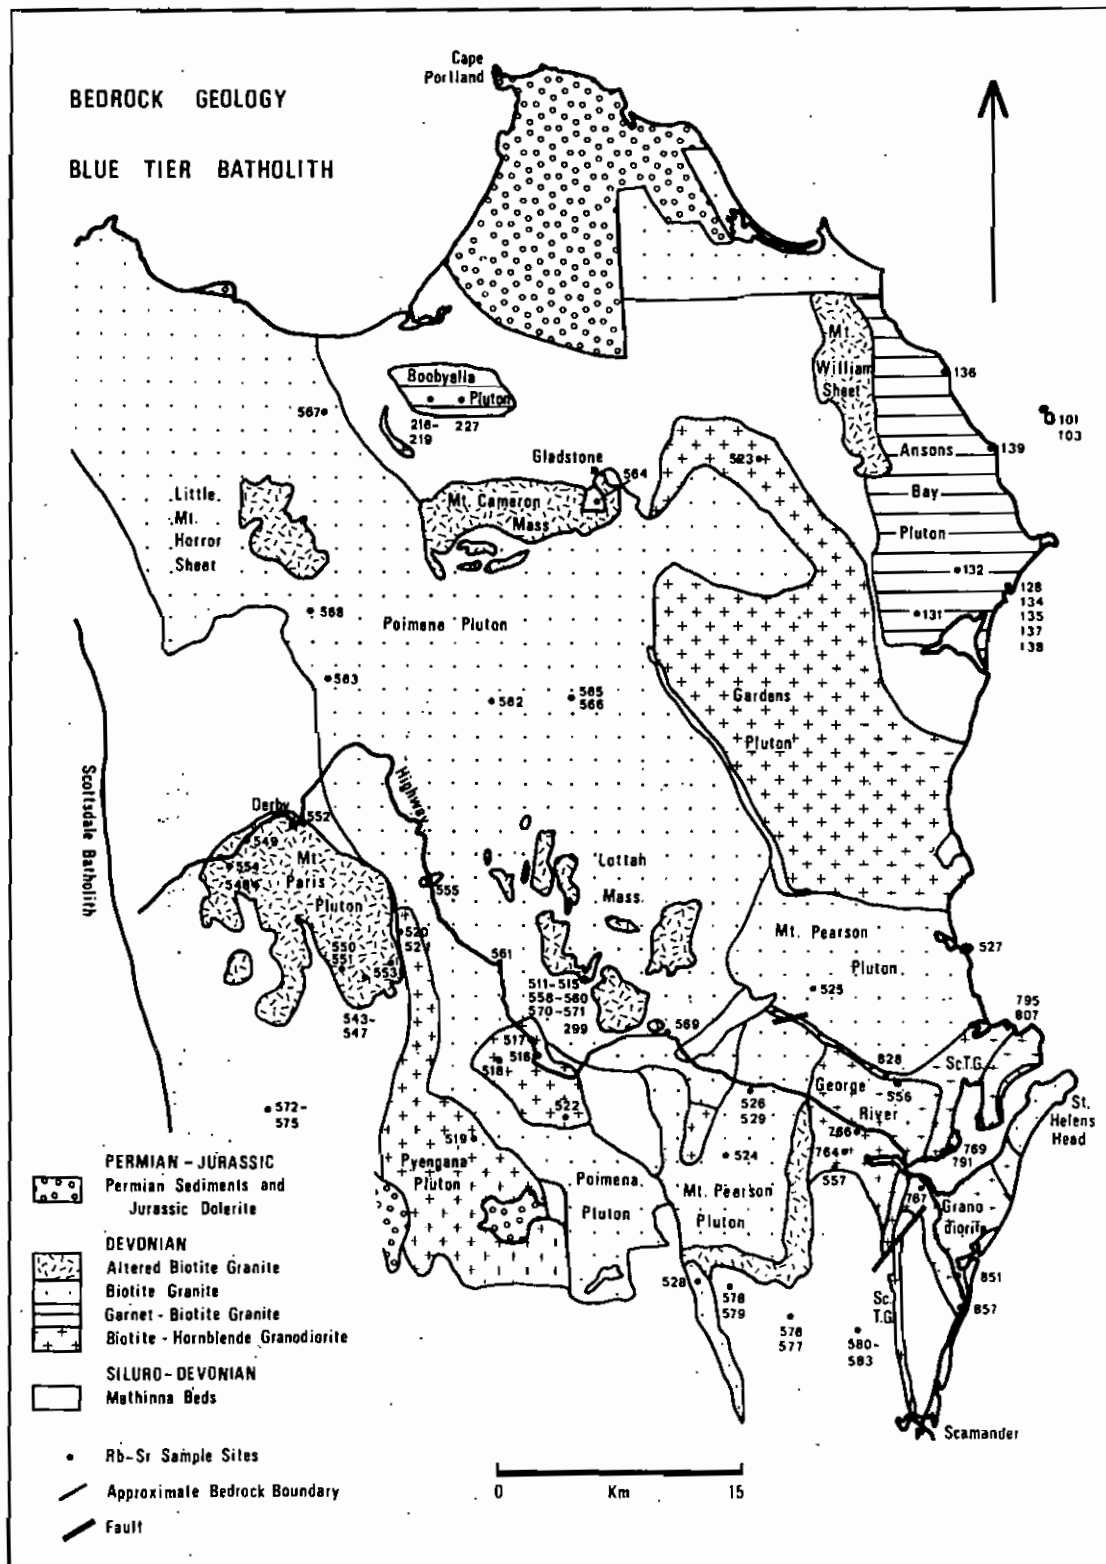 Cape
Portland
BEDROCK GEOLOGY
BLUE TIER BATHOLITH
Mt.
William
Sheet
136
101
103
Boobyalla
Pluton
567
216-
219
227
139
Ansons
Bay
Pluton
Gladstone
564
523
Little
Mt.
Horror
Sheet
Mt. Cameron
Mass
132
128
134
135
137
138
131
568
Poimena Pluton
563
562
565
566
Gardens
Pluton
Scottsdale Batholith
Highway
Derby
552
549
554
548
Mt.
Paris
Pluton
555
Lottah
Mass
Mt. Pearson
Pluton
527
520
521
550
551
553
561
543-
547
511-515
558-560
570-571
299
525
569
795
807
517
516
518
828
556
Sc.T.G.
George
River
526
529
St.
Helens
Head
572-
575
522
519
766
764
557
769
791
524
Pyengana
Pluton
Poimena
Pluton
Mt. Pearson
Pluton
767
Grano
diorite
PERMIAN-JURASSIC
Permian Sediments and
Jurassic Dolerite
DEVONIAN
Altered Biotite Granite
Biotite Granite
Garnet-Biotite Granite
Biotite-Hornblende Granodiorite
528
578
579
576
577
580-
583
Sc.
T.G.
851
857
SILURO-DEVONIAN
Mathinna Beds
Scamander
Rb-Sr Sample Sites
Approximate Bedrock Boundary
Fault
0 Km 15